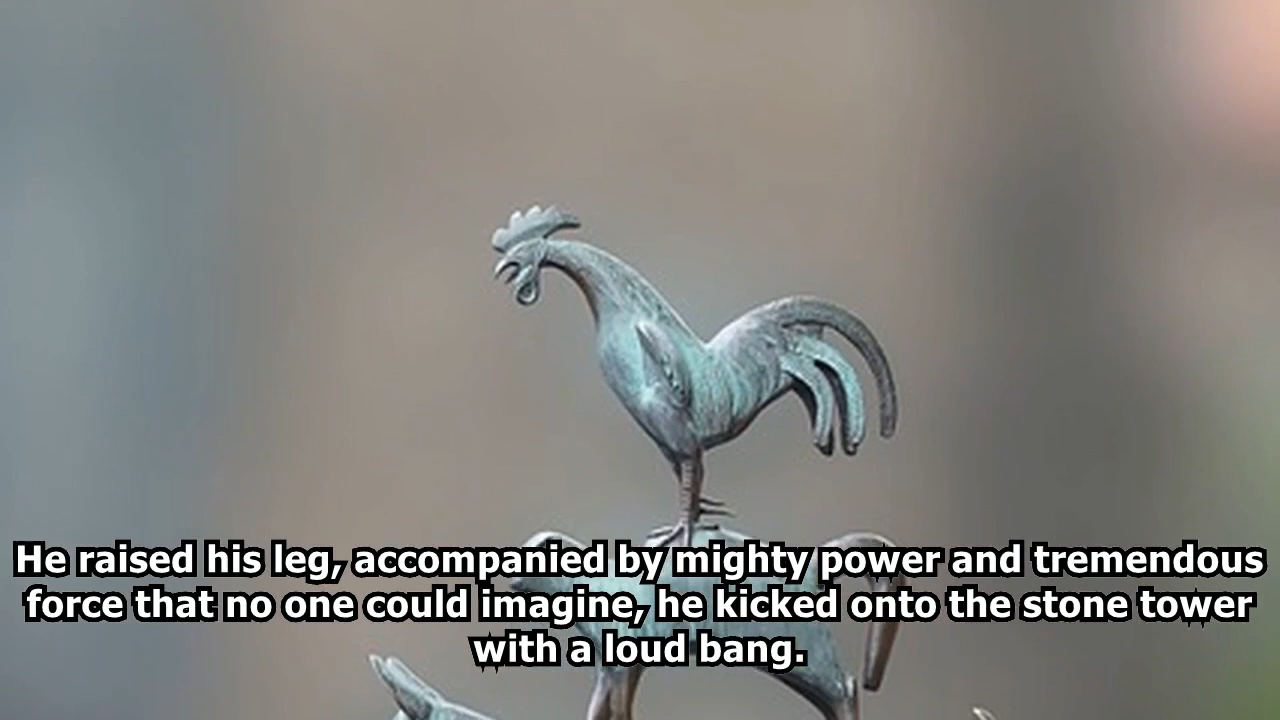 He raised his leg, accompanied by mighty power and tremendous
force that no one could imagine, he kicked onto the stone tower
with a loud bang.